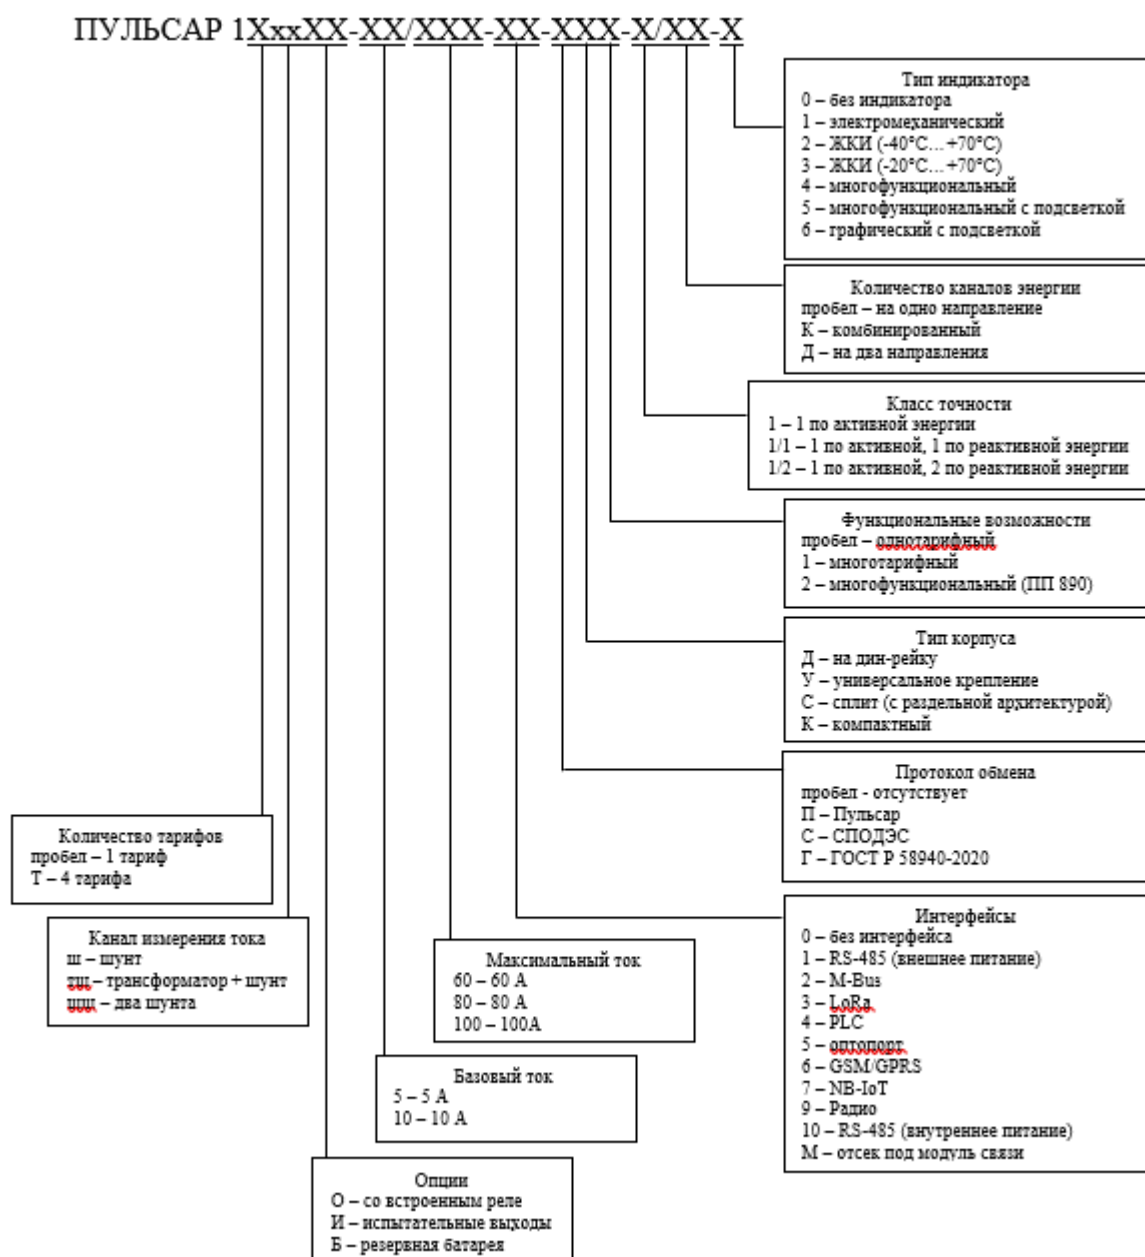 ПУЛЬСАР 1XxxXX-XX/XXX-XX-XXX-X/XX-X
Тип индикатора
0 – без индикатора
1 – электромеханический
2 – ЖКИ (-40°C…+70°C)
3 – ЖКИ (-20°C…+70°C)
4 – многофункциональный
5 – многофункциональный с подсветкой
6 – графический с подсветкой
Количество каналов энергии
пробел – на одно направление
К – комбинированный
Д – на два направления
Класс точности
1 – 1 по активной энергии
1/1 – 1 по активной, 1 по реактивной энергии
1/2 – 1 по активной, 2 по реактивной энергии
Функциональные возможности
пробел – однотарифный
1 – многотарифный
2 – многофункциональный (ПП 890)
Тип корпуса
Д – на дин-рейку
У – универсальное крепление
С – сплит (с раздельной архитектурой)
К – компактный
Протокол обмена
пробел - отсутствует
П – Пульсар
С – СПОДЭС
Г – ГОСТ Р 58940-2020
Количество тарифов
пробел – 1 тариф
Т – 4 тарифа
Интерфейсы
0 – без интерфейса
1 – RS-485 (внешнее питание)
2 – M-Bus
3 – LoRa
4 – PLC
5 – оптопорт
6 – GSM/GPRS
7 – NB-IoT
9 – Радио
10 – RS-485 (внутреннее питание)
М – отсек под модуль связи
Канал измерения тока
ш – шунт
тш – трансформатор + шунт
шш – два шунта
Максимальный ток
60 – 60 А
80 – 80 А
100 – 100А
Базовый ток
5 – 5 А
10 – 10 А
Опции
О – со встроенным реле
И – испытательные выходы
Б – резервная батарея